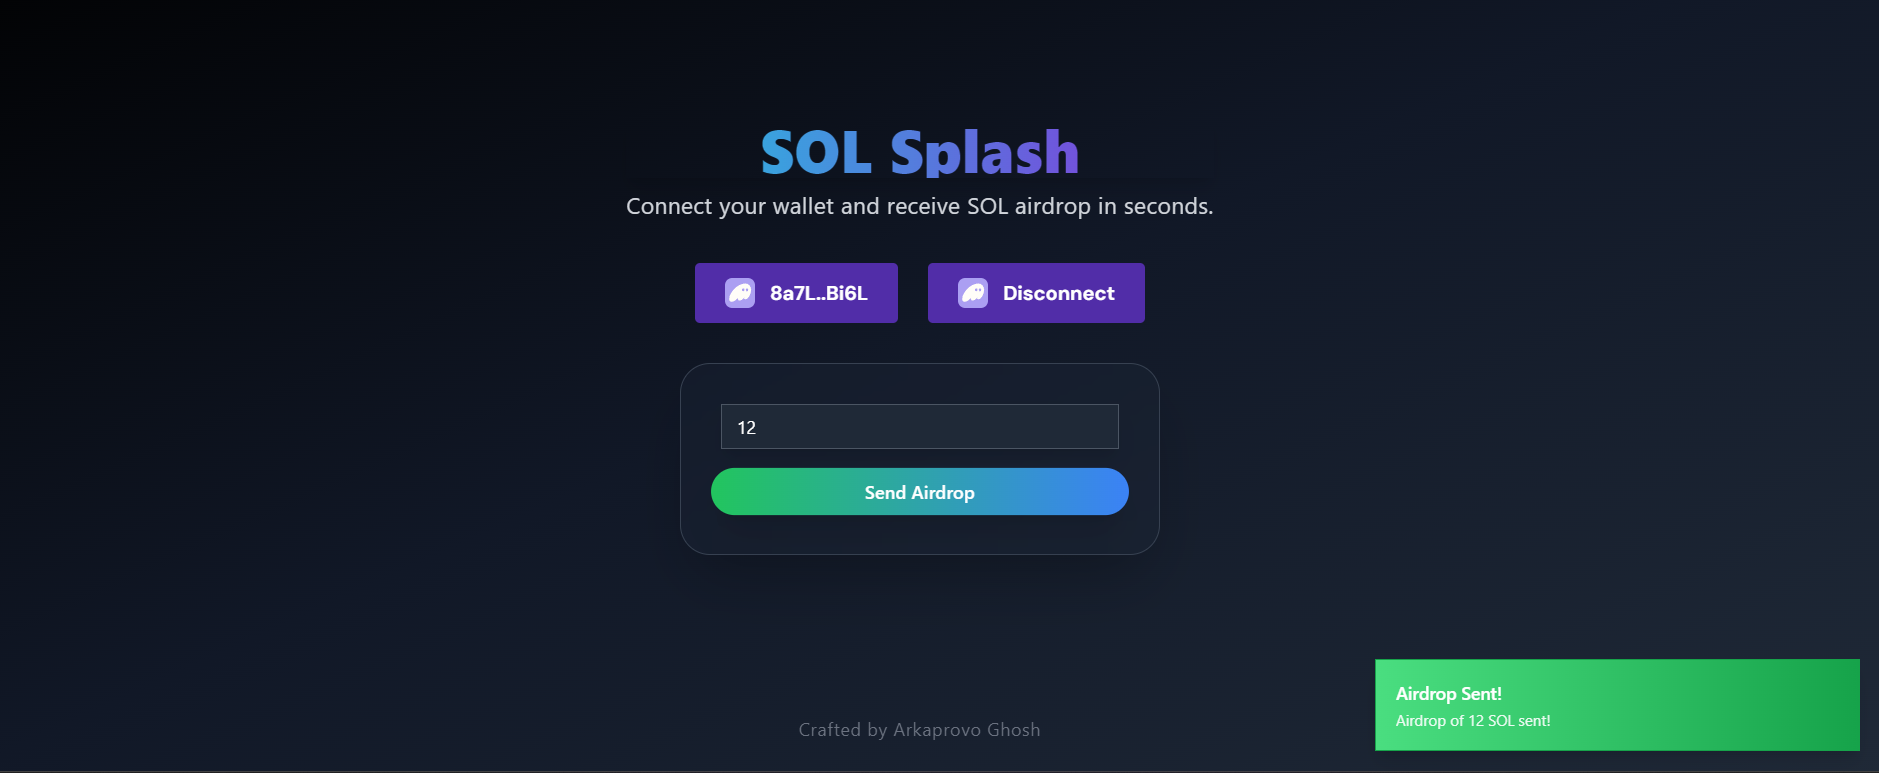 SOL Splash
Connect your wallet and receive SOL airdrop in seconds.
8a7L..Bi6L
Disconnect
12
Send Airdrop
Airdrop Sent!
Airdrop of 12 SOL sent!
Crafted by Arkaprovo Ghosh